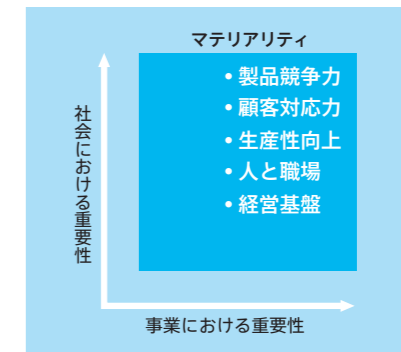 マテリアリティ
• 製品競争力
• 顧客対応力
• 生産性向上
• 人と職場
• 経営基盤
社会における重要性
事業における重要性